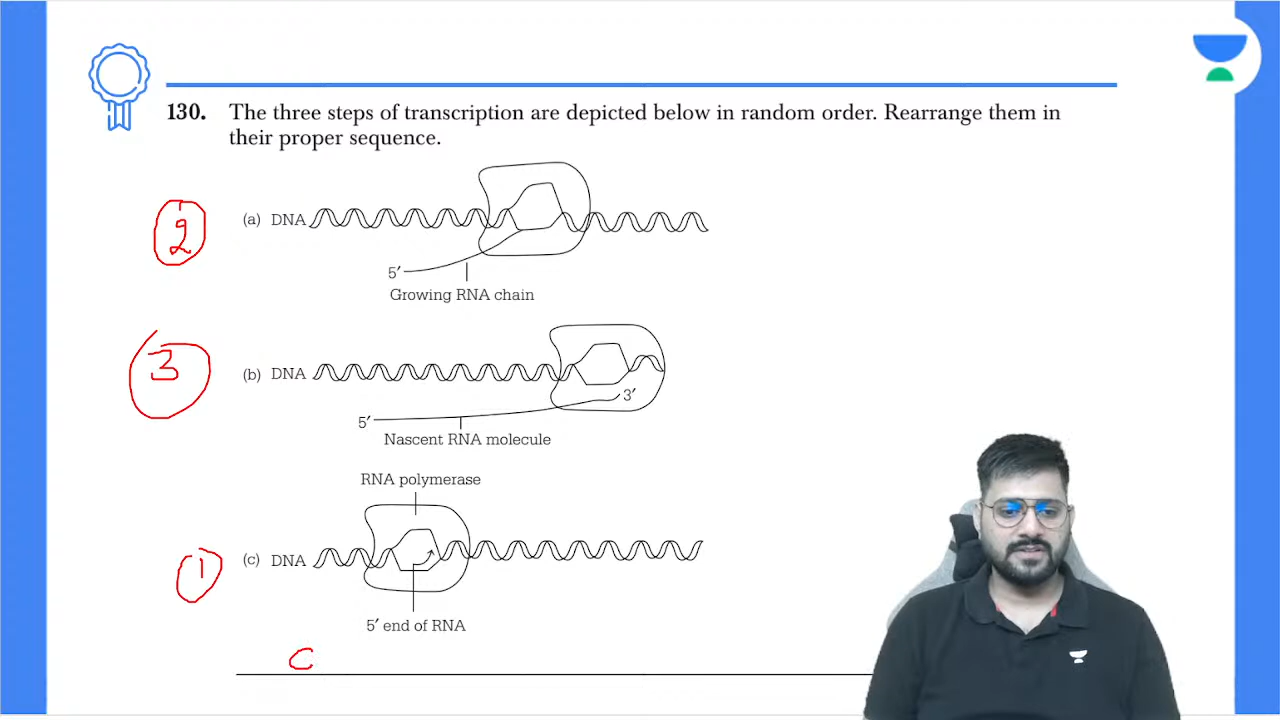 130. The three steps of transcription are depicted below in random order. Rearrange them in
their proper sequence.
2
(a) DNA
5′
Growing RNA chain
3
(b) DNA
3′
5′
Nascent RNA molecule
RNA polymerase
1
(c) DNA
5′ end of RNA
C